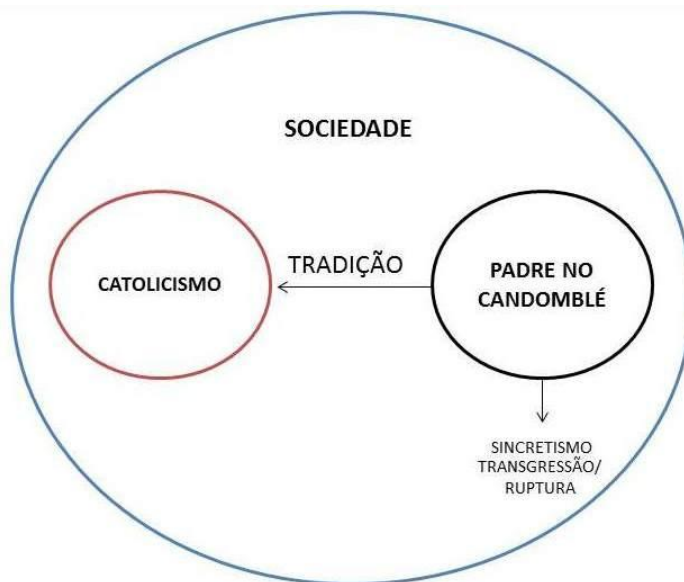 SOCIEDADE
CATOLICISMO
TRADIÇÃO
PADRE NO
CANDOMBLÉ
SINCRETISMO
TRANSGRESSÃO/
RUPTURA